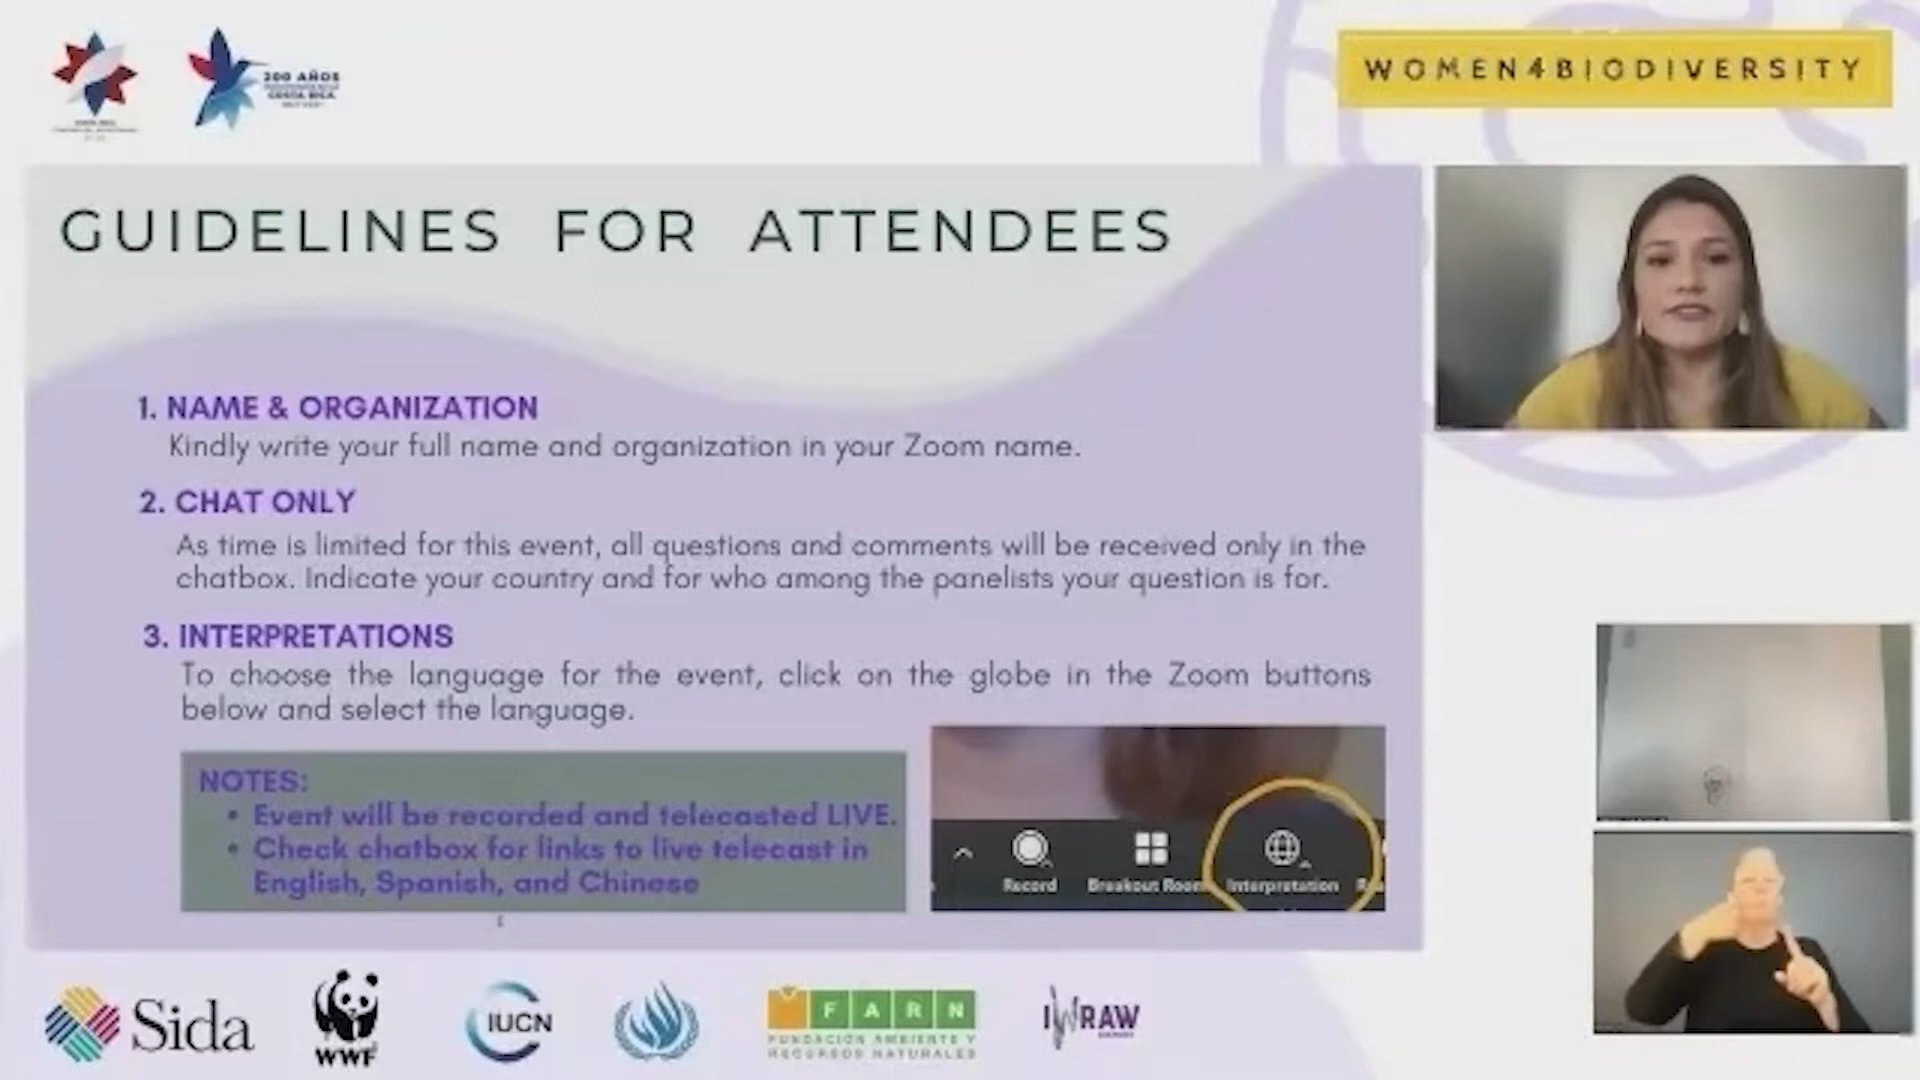 200 AÑOS
COSTA RICA
WOMEN4BIODIVERSITY
GUIDELINES FOR ATTENDEES
1. NAME & ORGANIZATION
Kindly write your full name and organization in your Zoom name.
2. CHAT ONLY
As time is limited for this event, all questions and comments will be received only in the
chatbox. Indicate your country and for who among the panelists your question is for.
3. INTERPRETATIONS
To choose the language for the event, click on the globe in the Zoom buttons
below and select the language.
NOTES:
• Event will be recorded and telecasted LIVE.
• Check chatbox for links to live telecast in
English, Spanish, and Chinese
Record
Breakout Room
Interpretation
Sida
WWF
IUCN
FARN
FUNDACIÓN AMBIENTE Y
RECURSOS NATURALES
IWRAW